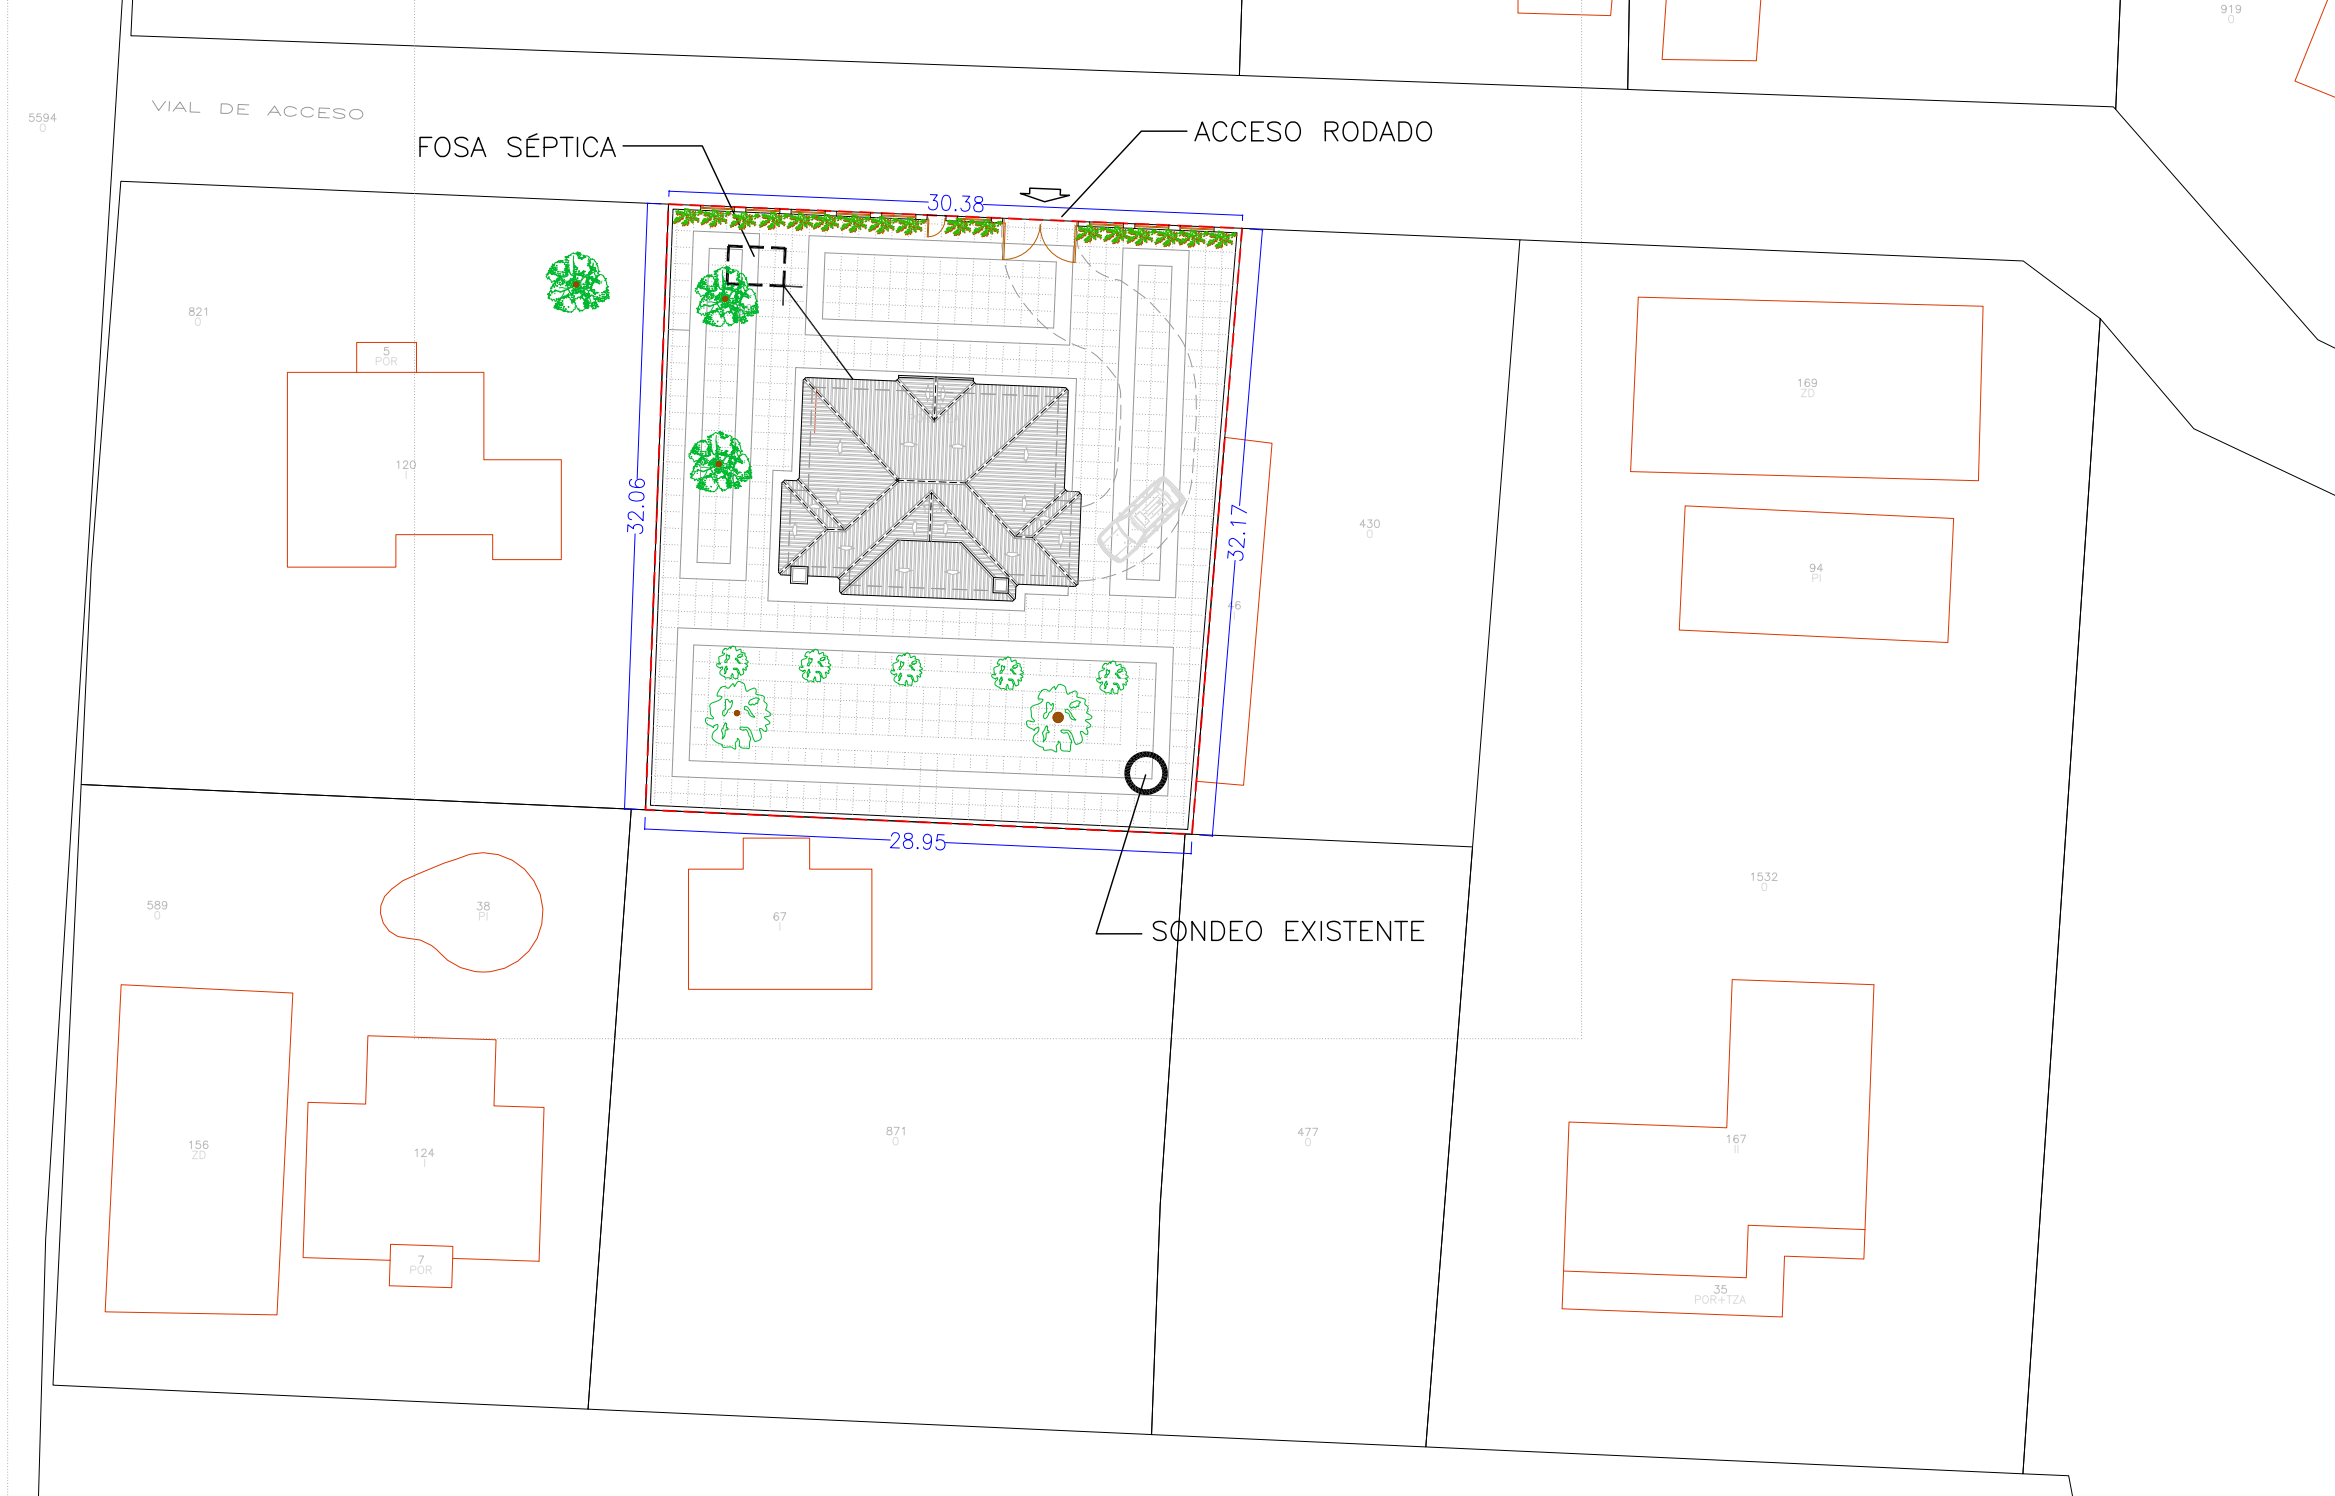 919
O
VIAL DE ACCESO
5594
O
FOSA SÉPTICA
ACCESO RODADO
30.38
821
O
5
POR
169
ZD
120
I
32.06
32.17
430
O
94
PI
46
I
28.95
1532
O
589
O
38
PI
67
I
SONDEO EXISTENTE
871
O
477
O
156
ZD
124
I
167
II
7
POR
35
POR+TZA